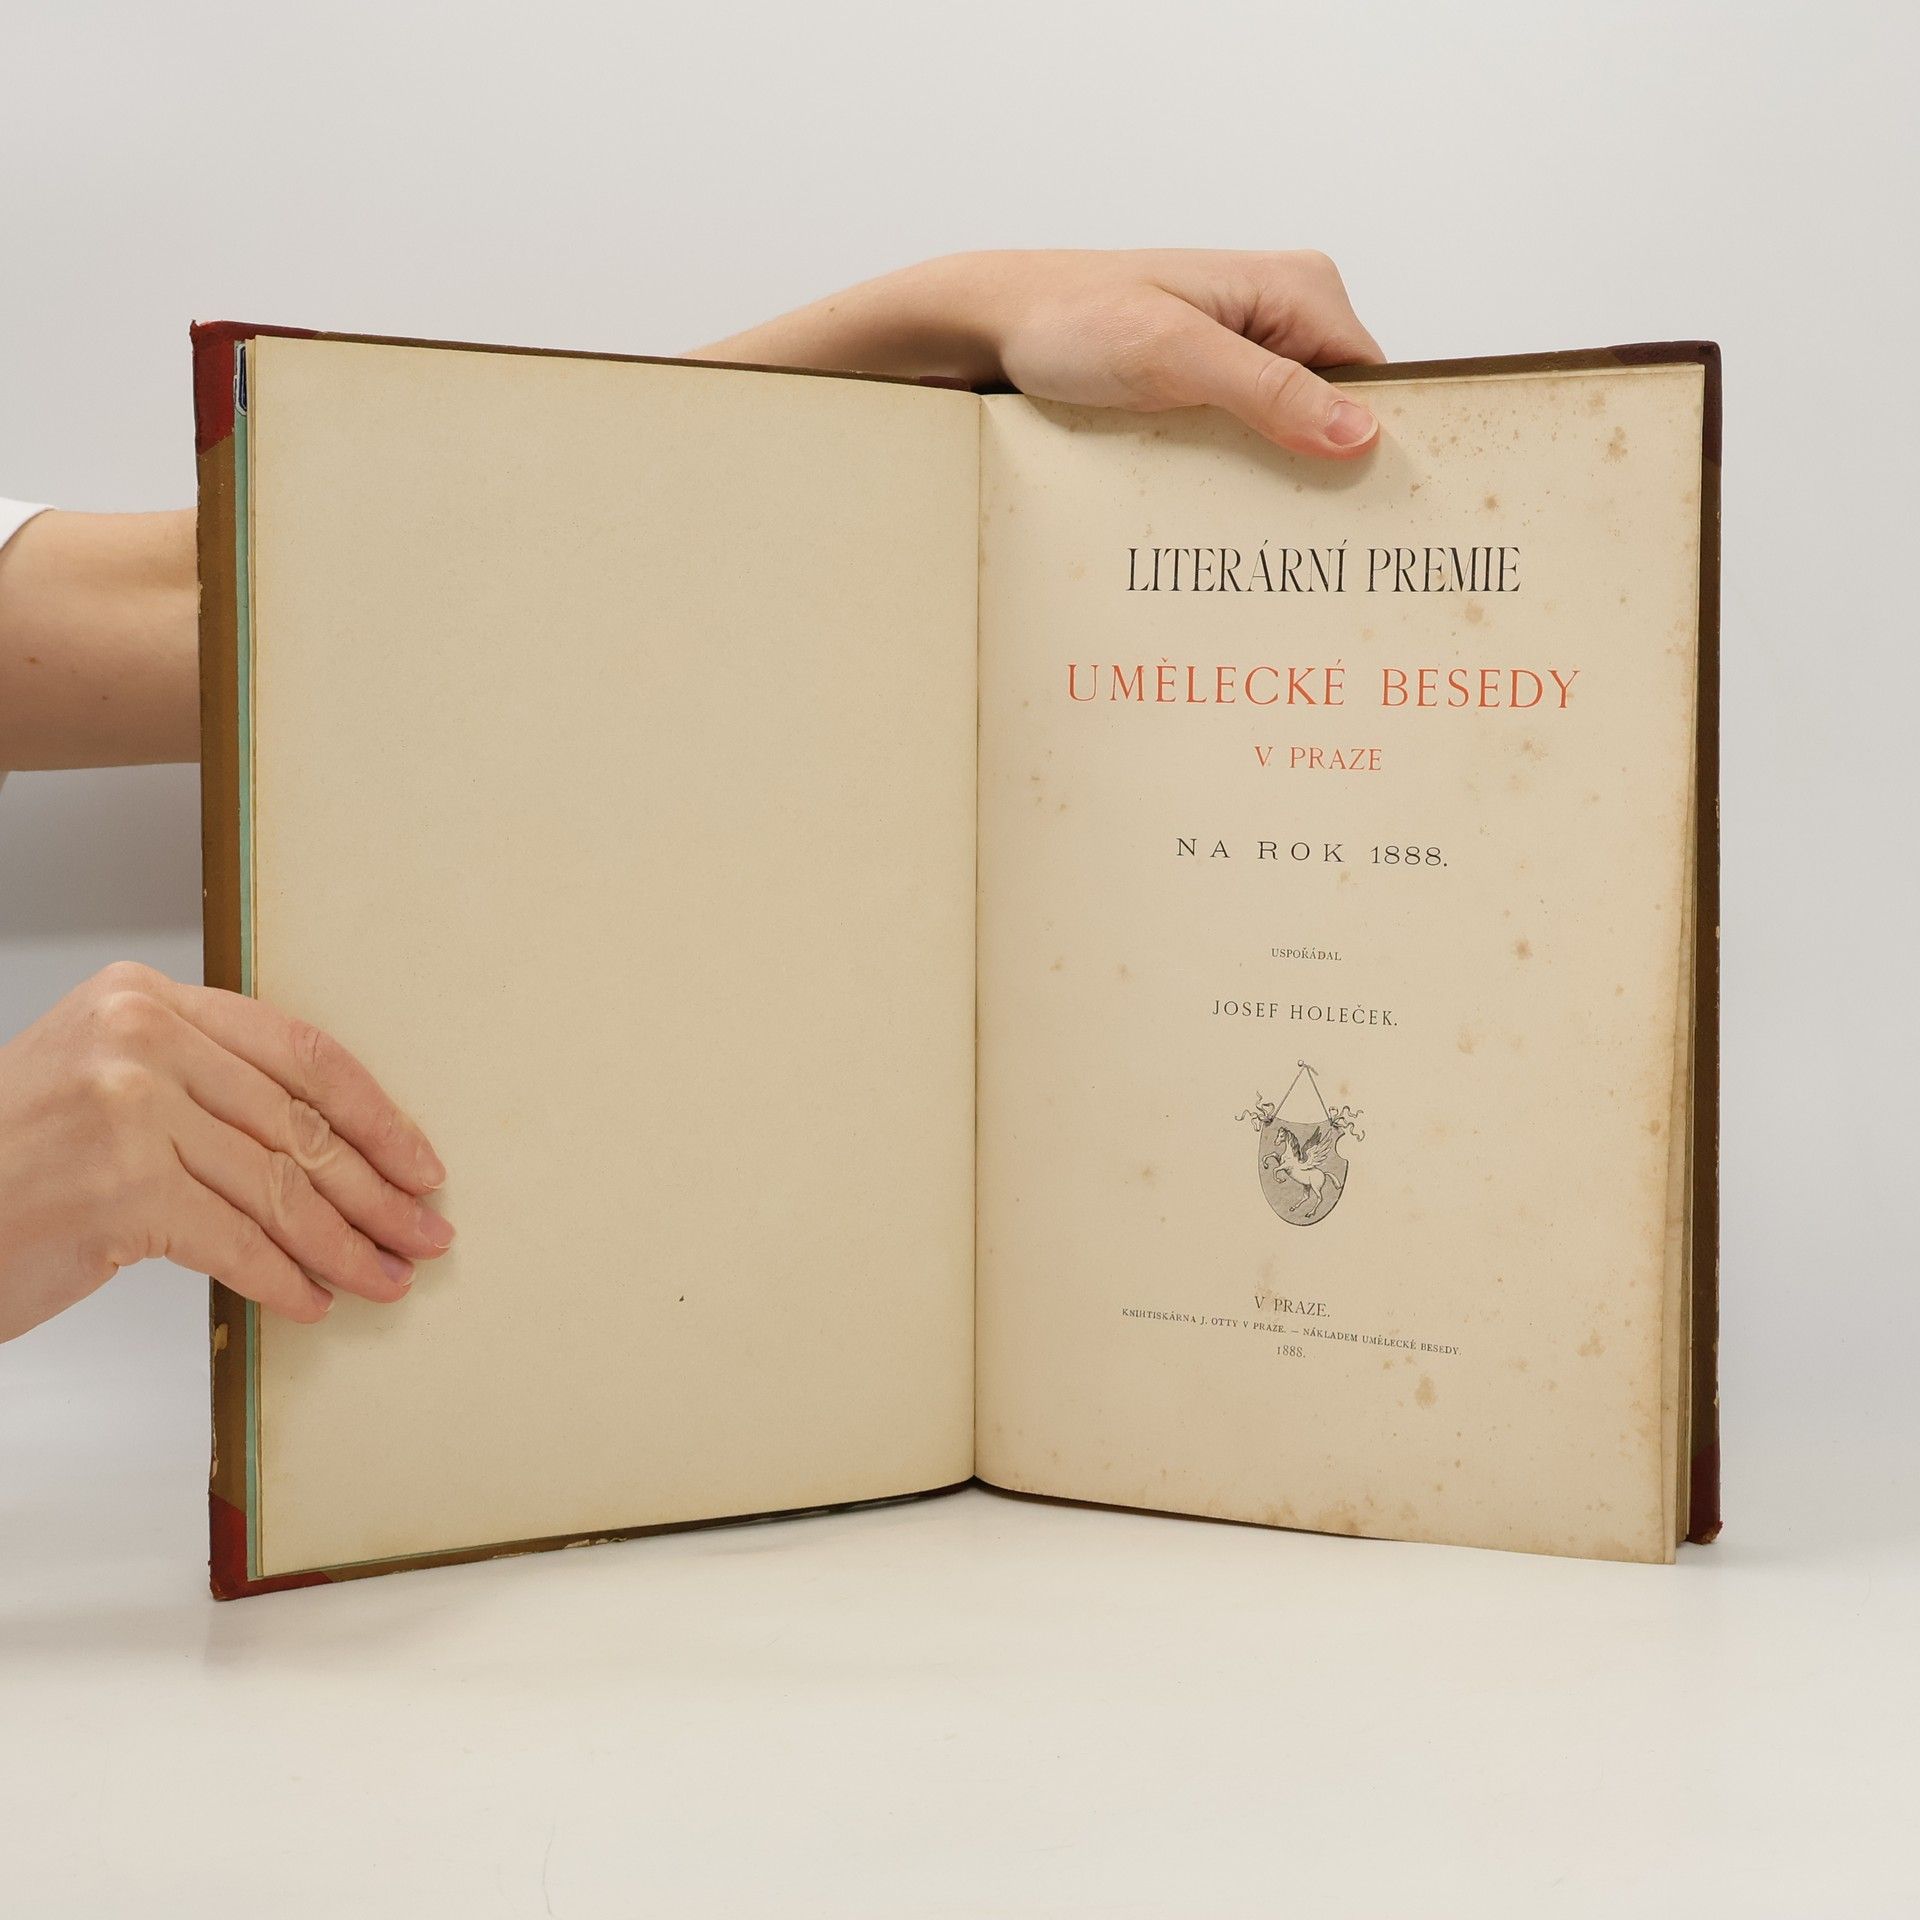 LITERÁRNÍ PREMIE
UMĚLECKÉ BESEDY
V PRAZE
NA ROK 1888.
USPOŘÁDAL
JOSEF HOLEČEK.
V PRAZE.
KNIHTISKÁRNA J. OTTY V PRAZE. — NÁKLADEM UMĚLECKÉ BESEDY.
1888.